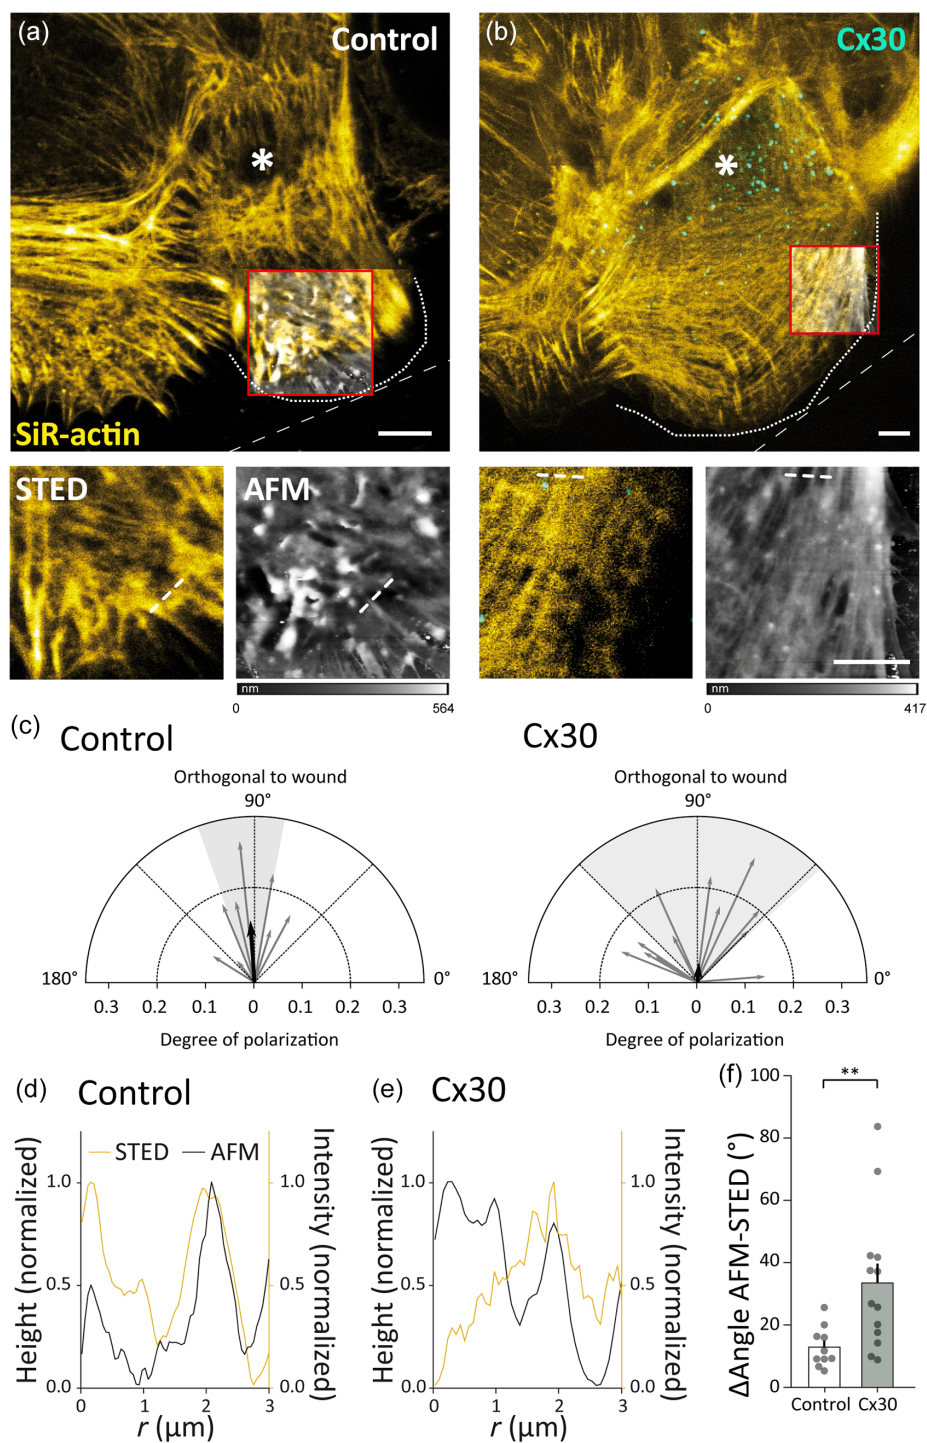 (a)
Control
*
SiR-actin
(b)
Cx30
*
STED
AFM
nm
0
564
nm
0
417
(c)
Control
Cx30
Orthogonal to wound
90°
180°
0°
0.3
0.2
0.1
0
0.1
0.2
0.3
Degree of polarization
Orthogonal to wound
90°
180°
0°
0.3
0.2
0.1
0
0.1
0.2
0.3
Degree of polarization
(d)
Control
Height (normalized)
STED
AFM
1.0
0.5
0.0
1.0
0.5
0.0
Intensity (normalized)
0
1
2
3
r (μm)
(e)
Cx30
Height (normalized)
1.0
0.5
0.0
1.0
0.5
0.0
Intensity (normalized)
0
1
2
3
r (μm)
(f)
ΔAngle AFM-STED (°)
100
80
60
40
20
0
**
Control
Cx30